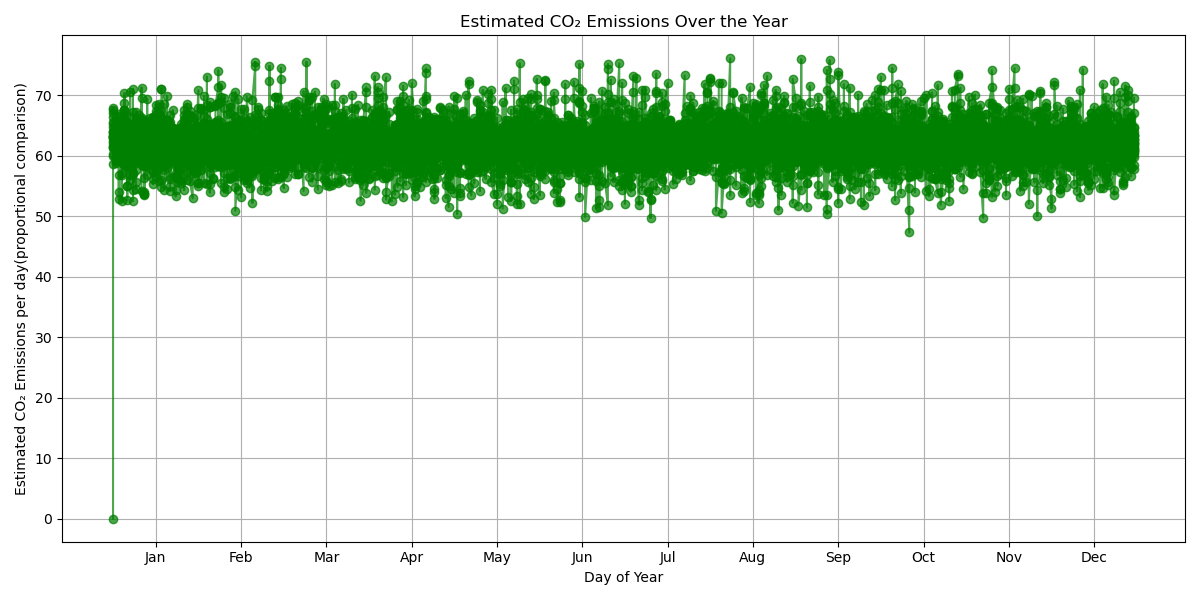 Estimated CO₂ Emissions Over the Year
Estimated CO₂ Emissions per day(proportional comparison)
70
60
50
40
30
20
10
0
Jan Feb Mar Apr May Jun Jul Aug Sep Oct Nov Dec
Day of Year